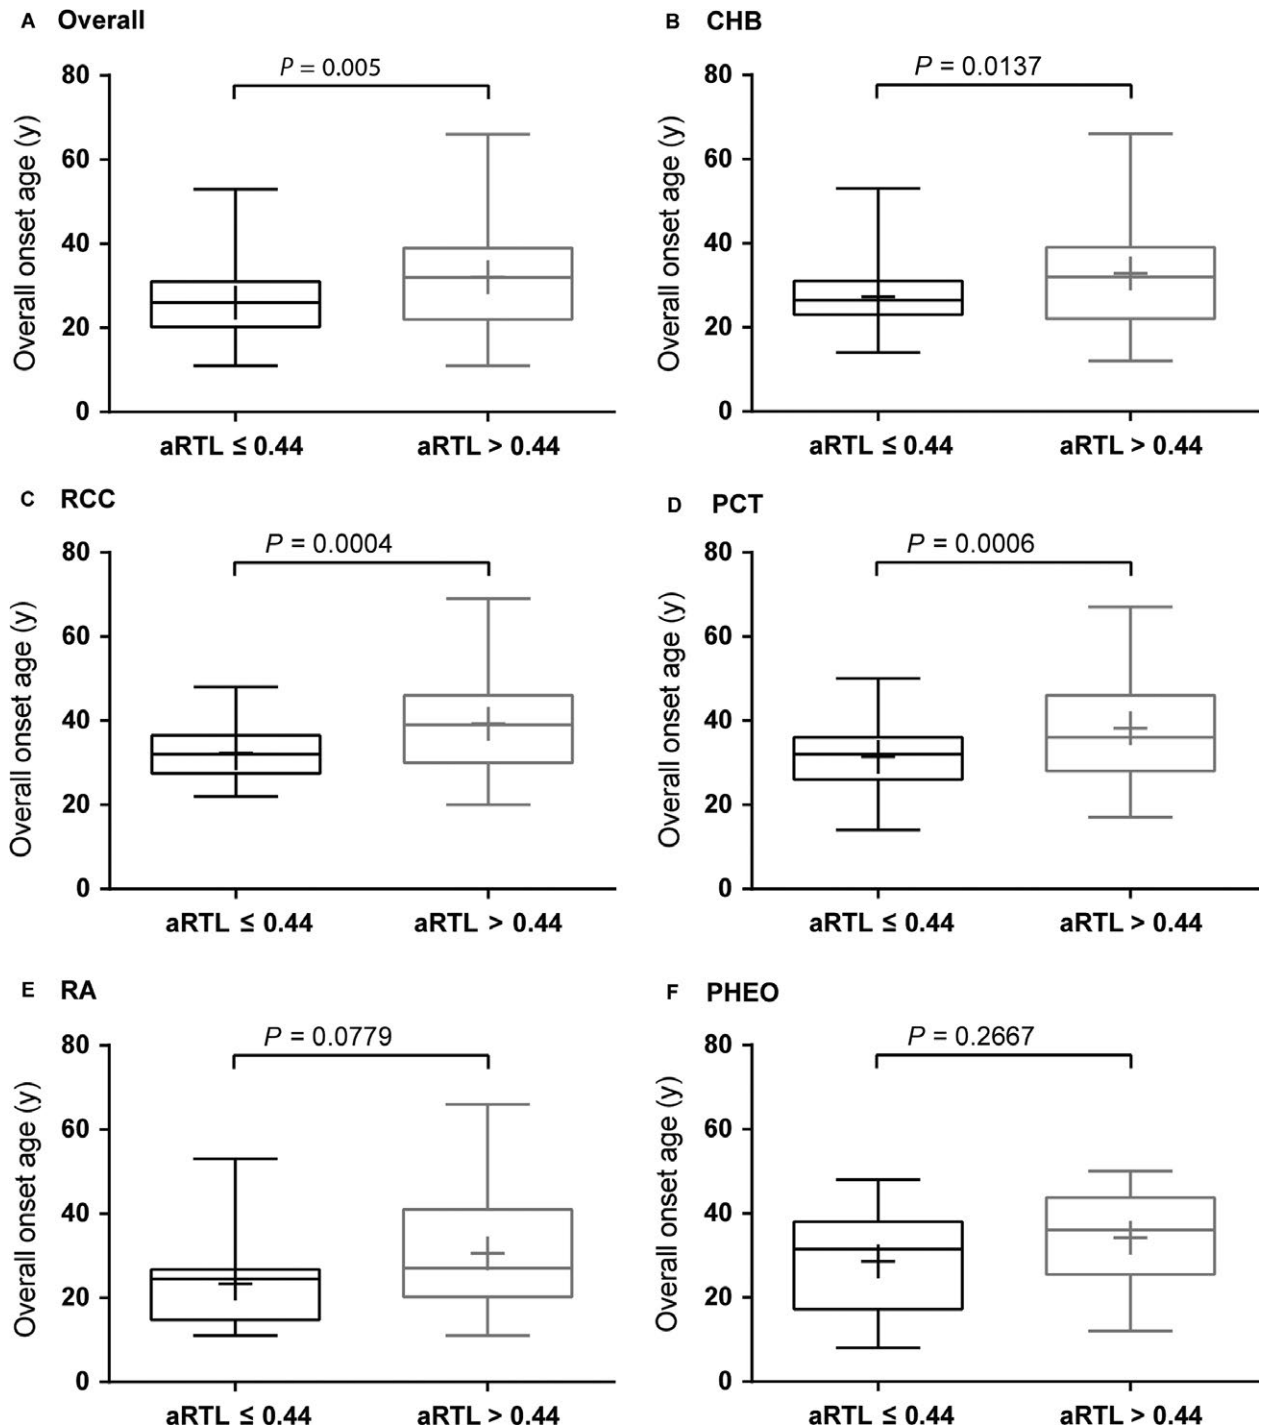 A Overall
P = 0.005
Overall onset age (y)
80
60
40
20
0
aRTL ≤ 0.44 aRTL > 0.44
B CHB
P = 0.0137
Overall onset age (y)
80
60
40
20
0
aRTL ≤ 0.44 aRTL > 0.44
C RCC
P = 0.0004
Overall onset age (y)
80
60
40
20
0
aRTL ≤ 0.44 aRTL > 0.44
D PCT
P = 0.0006
Overall onset age (y)
80
60
40
20
0
aRTL ≤ 0.44 aRTL > 0.44
E RA
P = 0.0779
Overall onset age (y)
80
60
40
20
0
aRTL ≤ 0.44 aRTL > 0.44
F PHEO
P = 0.2667
Overall onset age (y)
80
60
40
20
0
aRTL ≤ 0.44 aRTL > 0.44